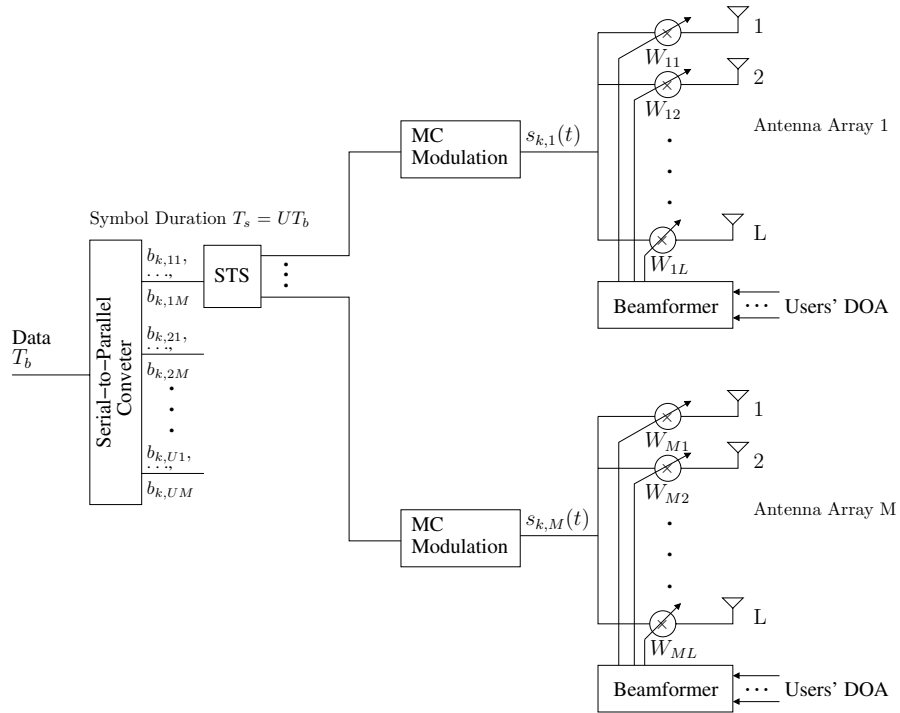 Symbol Duration $T_s = UT_b$
Data
$T_b$
Serial−to−Parallel
Conveter
$b_{k,11}$,
...,
$b_{k,1M}$
$b_{k,21}$,
...,
$b_{k,2M}$
$b_{k,U1}$,
...,
$b_{k,UM}$
STS
MC
Modulation
$s_{k,1}(t)$
$W_{11}$
1
$W_{12}$
2
Antenna Array 1
$W_{1L}$
L
Beamformer
Users' DOA
MC
Modulation
$s_{k,M}(t)$
$W_{M1}$
1
$W_{M2}$
2
Antenna Array M
$W_{ML}$
L
Beamformer
Users' DOA